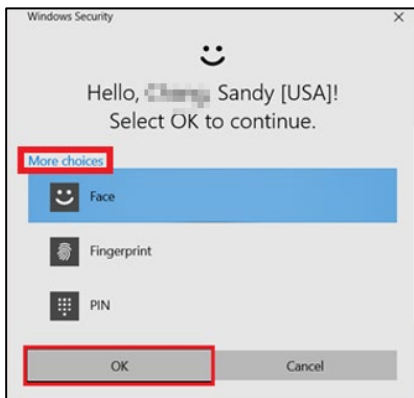 Windows Security
Hello, Sandy [USA]!
Select OK to continue.
More choices
Face
Fingerprint
PIN
OK
Cancel